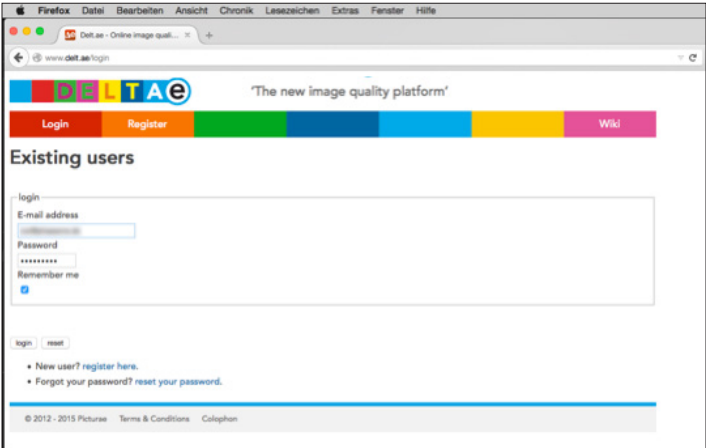 Firefox Datei Bearbeiten Ansicht Chronik Lesezeichen Extras Fenster Hilfe
Delt.ae - Online image quali... × +
www.delt.ae/login
DELTAe 'The new image quality platform'
Login Register Wiki
Existing users
login
E-mail address
Password
•••••••••
Remember me
login reset
• New user? register here.
• Forgot your password? reset your password.
© 2012 - 2015 Picturae Terms & Conditions Colophon